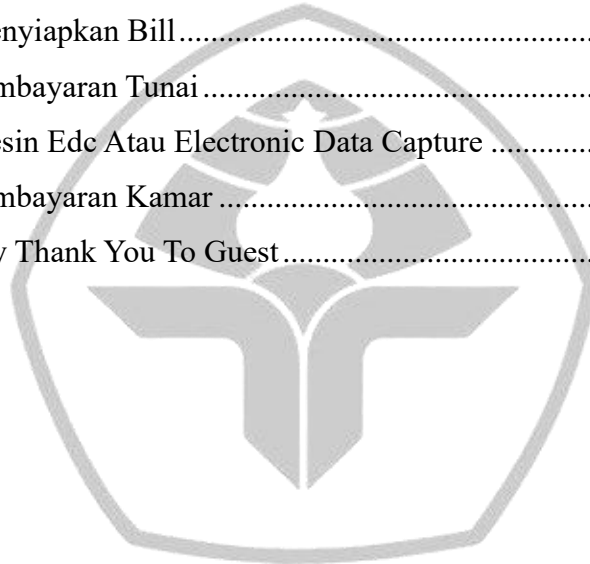 enyiapkan Bill.......................................................
mbayaran Tunai....................................................
esin Edc Atau Electronic Data Capture .............
mbayaran Kamar..................................................
y Thank You To Guest..........................................